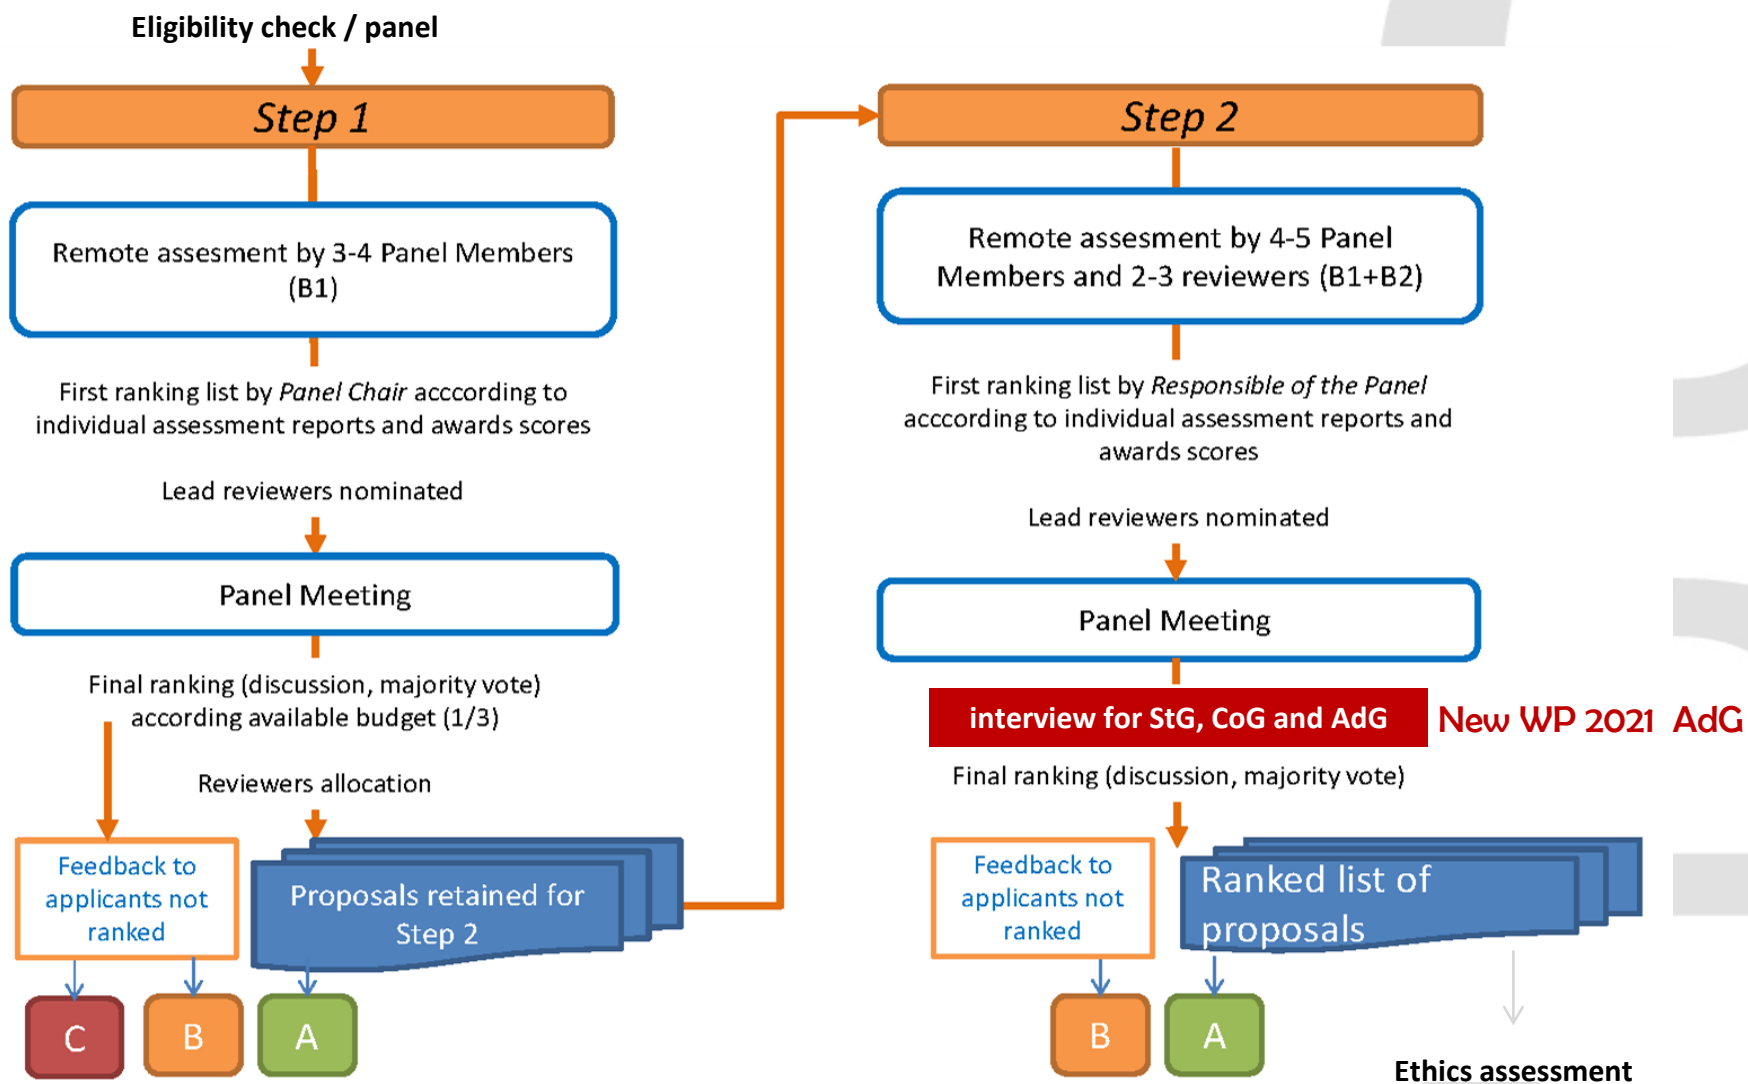 Eligibility check / panel
Step 1
Remote assesment by 3-4 Panel Members
(B1)
First ranking list by Panel Chair acccording to
individual assessment reports and awards scores
Lead reviewers nominated
Panel Meeting
Final ranking (discussion, majority vote)
according available budget (1/3)
Reviewers allocation
Feedback to
applicants not
ranked
Proposals retained for
Step 2
C
B
A
Step 2
Remote assesment by 4-5 Panel
Members and 2-3 reviewers (B1+B2)
First ranking list by Responsible of the Panel
acccording to individual assessment reports and
awards scores
Lead reviewers nominated
Panel Meeting
interview for StG, CoG and AdG
New WP 2021 AdG
Final ranking (discussion, majority vote)
Feedback to
applicants not
ranked
Ranked list of
proposals
B
A
Ethics assessment